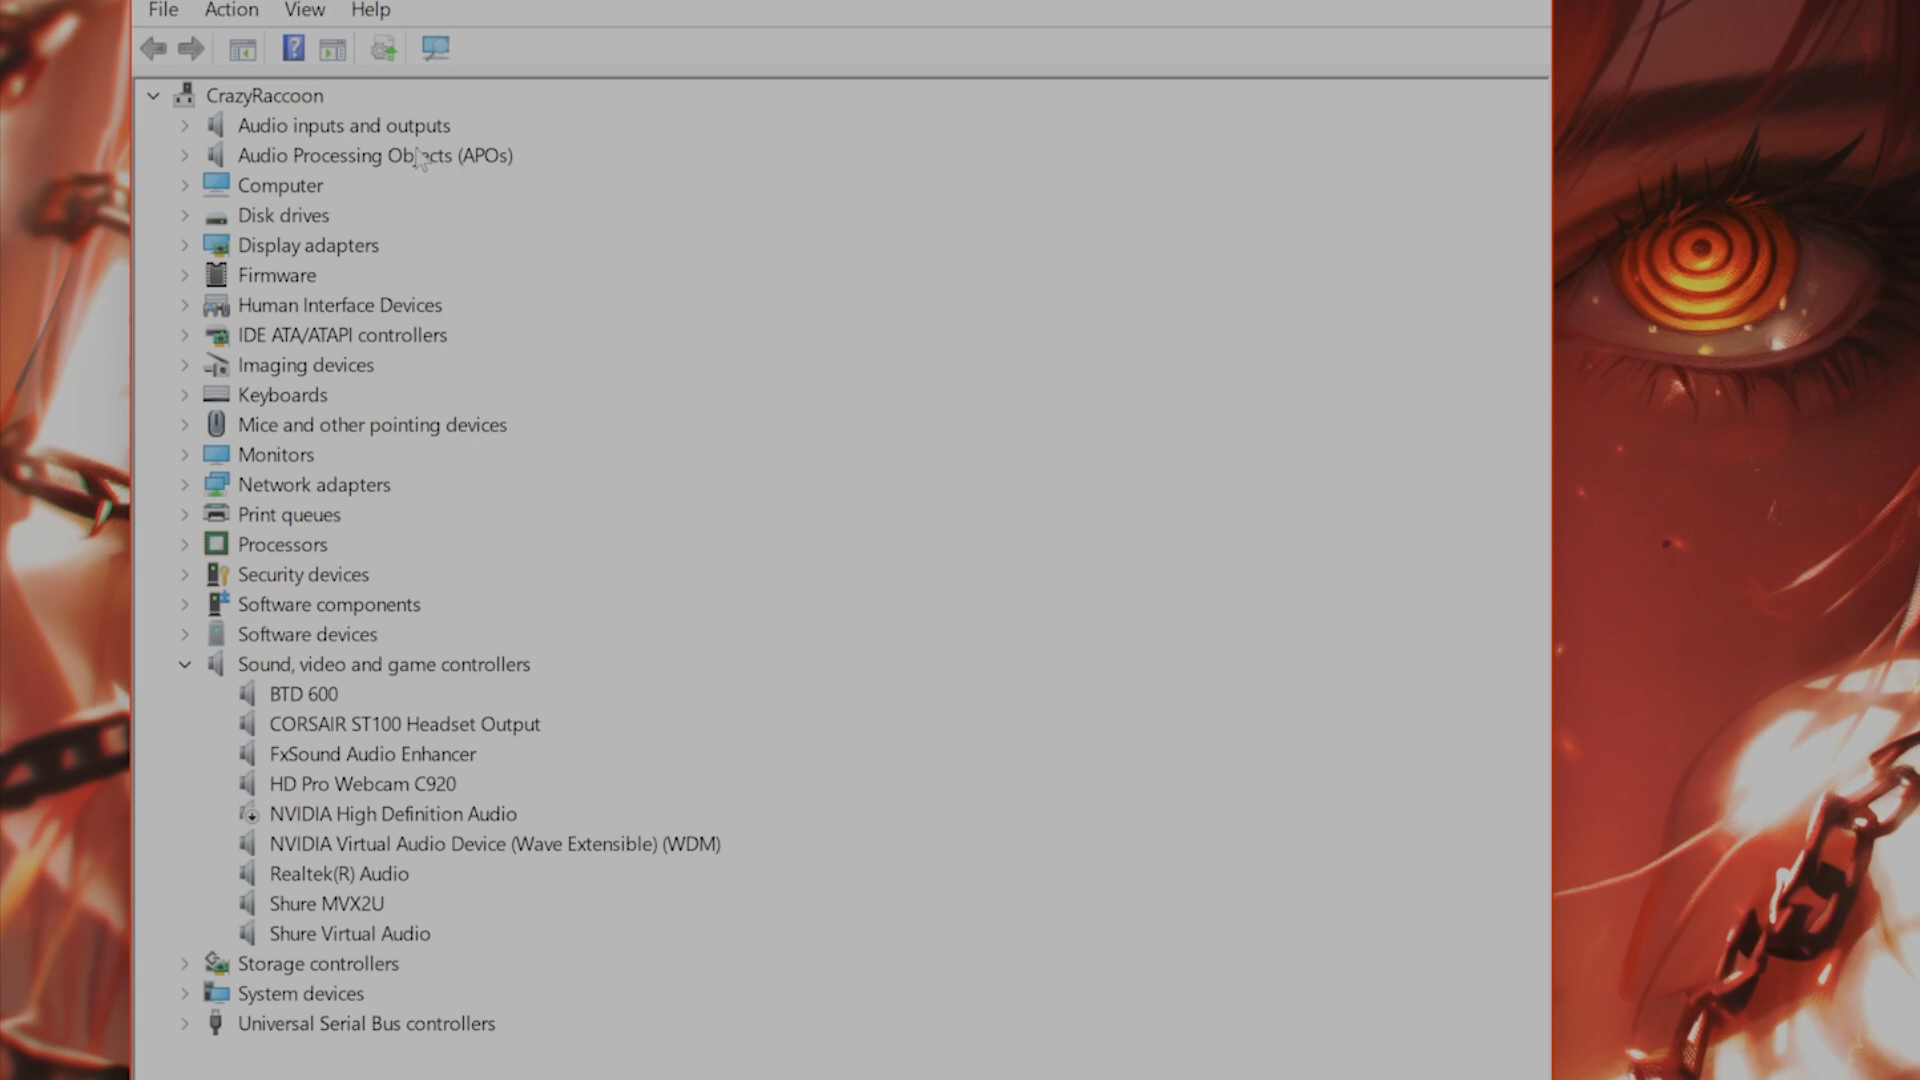 File Action View Help
CrazyRaccoon
Audio inputs and outputs
Audio Processing Objects (APOs)
Computer
Disk drives
Display adapters
Firmware
Human Interface Devices
IDE ATA/ATAPI controllers
Imaging devices
Keyboards
Mice and other pointing devices
Monitors
Network adapters
Print queues
Processors
Security devices
Software components
Software devices
Sound, video and game controllers
BTD 600
CORSAIR ST100 Headset Output
FxSound Audio Enhancer
HD Pro Webcam C920
NVIDIA High Definition Audio
NVIDIA Virtual Audio Device (Wave Extensible) (WDM)
Realtek(R) Audio
Shure MVX2U
Shure Virtual Audio
Storage controllers
System devices
Universal Serial Bus controllers